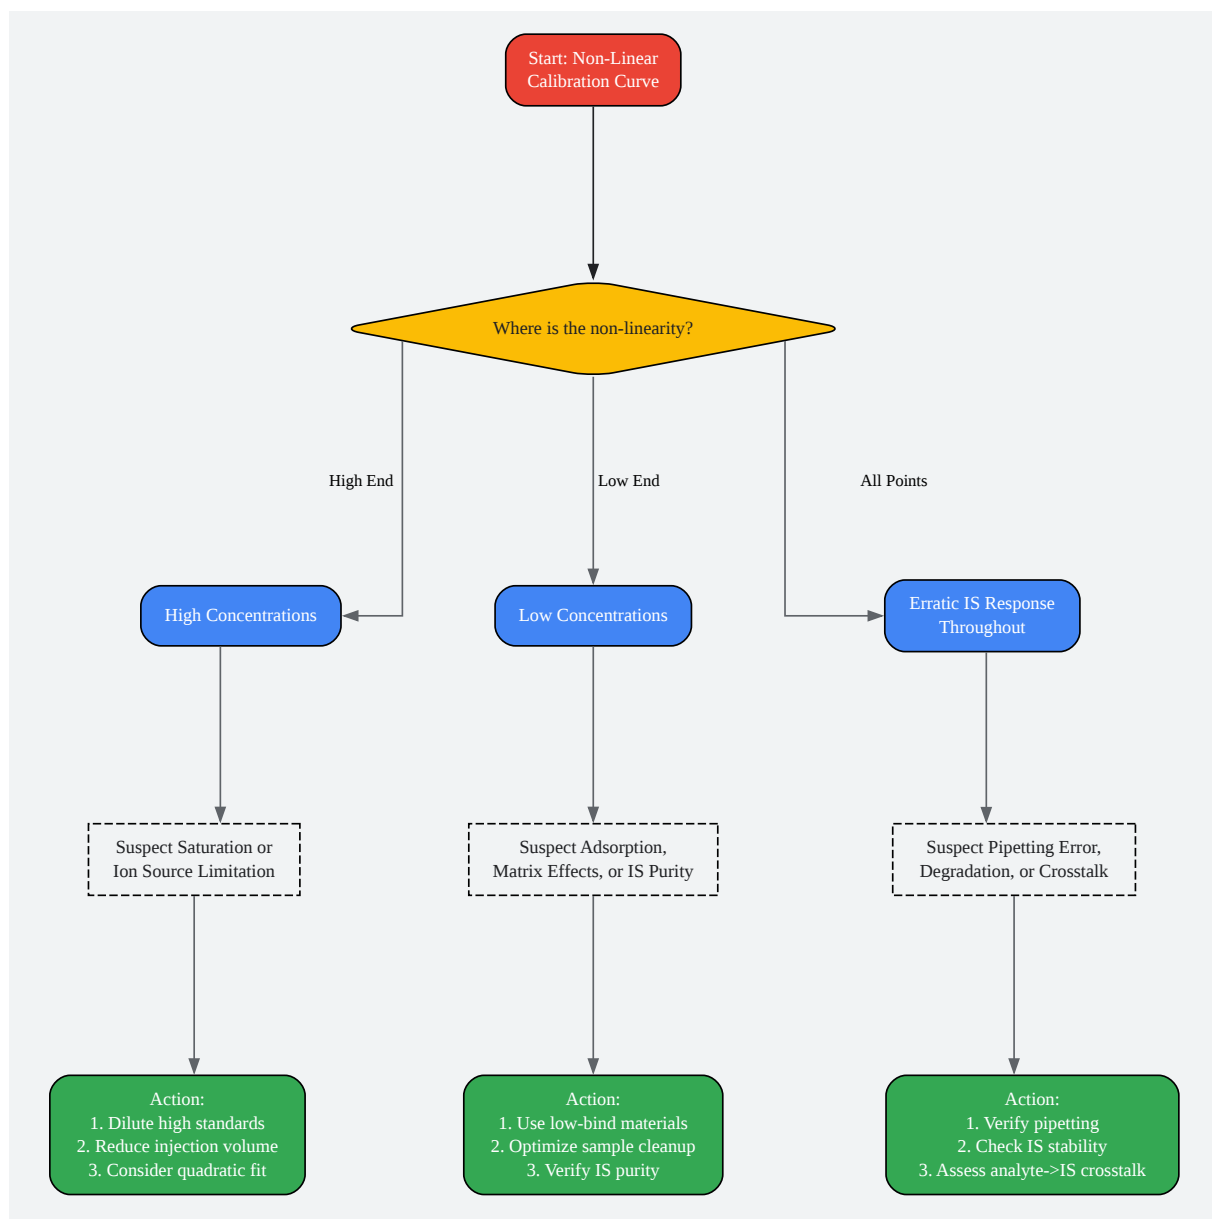 Start: Non-Linear
Calibration Curve
Where is the non-linearity?
High End
Low End
All Points
High Concentrations
Low Concentrations
Erratic IS Response
Throughout
Suspect Saturation or
Ion Source Limitation
Suspect Adsorption,
Matrix Effects, or IS Purity
Suspect Pipetting Error,
Degradation, or Crosstalk
Action:
1. Dilute high standards
2. Reduce injection volume
3. Consider quadratic fit
Action:
1. Use low-bind materials
2. Optimize sample cleanup
3. Verify IS purity
Action:
1. Verify pipetting
2. Check IS stability
3. Assess analyte->IS crosstalk